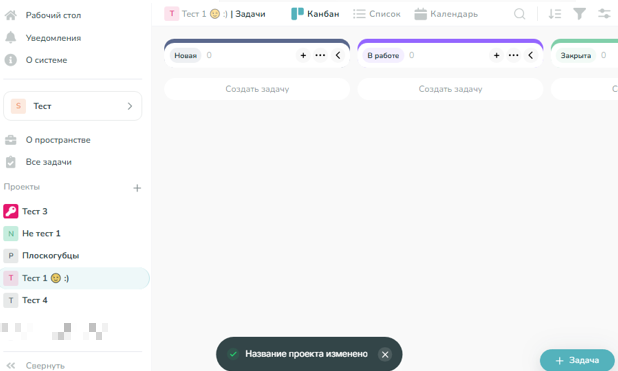 Рабочий стол
Уведомления
О системе
S Тест
О пространстве
Все задачи
Проекты
Тест 3
N Не тест 1
P Плоскогубцы
T Тест 1 😉 :)
T Тест 4
Свернуть
T Тест 1 😉 :) | Задачи Канбан Список Календарь
Новая 0
В работе 0
Закрыта 0
Создать задачу
Создать задачу
С
Название проекта изменено
+ Задача